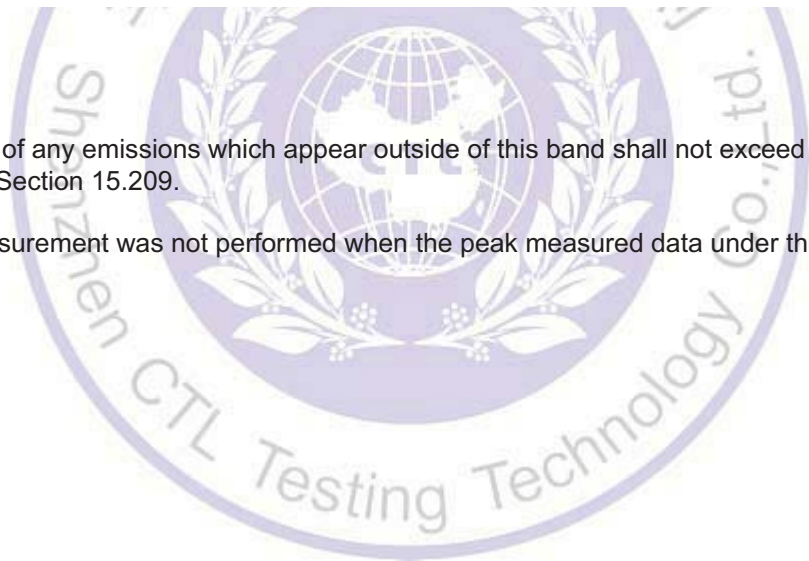 of any emissions which appear outside of this band shall not exceed
Section 15.209.
surement was not performed when the peak measured data under th
Shenzhen CTL Testing Technology Co., Ltd.